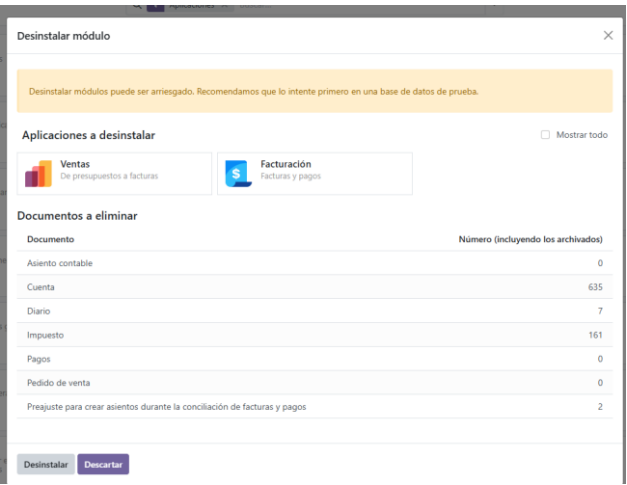 Aplicaciones
Desinstalar módulo
Desinstalar módulos puede ser arriesgado. Recomendamos que lo intente primero en una base de datos de prueba.
Aplicaciones a desinstalar
Mostrar todo
Ventas
De presupuestos a facturas
Facturación
Facturas y pagos
Documentos a eliminar
Documento Número (incluyendo los archivados)
Asiento contable 0
Cuenta 635
Diario 7
Impuesto 161
Pagos 0
Pedido de venta 0
Preajuste para crear asientos durante la conciliación de facturas y pagos 2
Desinstalar Descartar